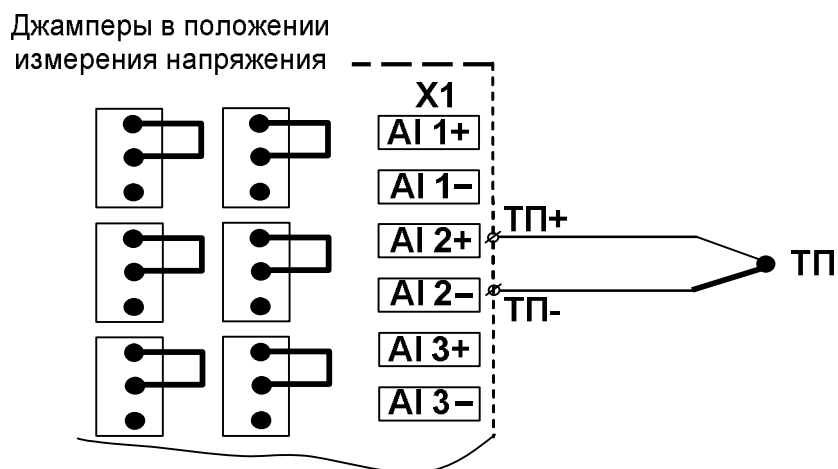 Джамперы в положении
измерения напряжения
X1
AI 1+
AI 1–
AI 2+
ТП+
ТП
AI 2–
ТП-
AI 3+
AI 3–